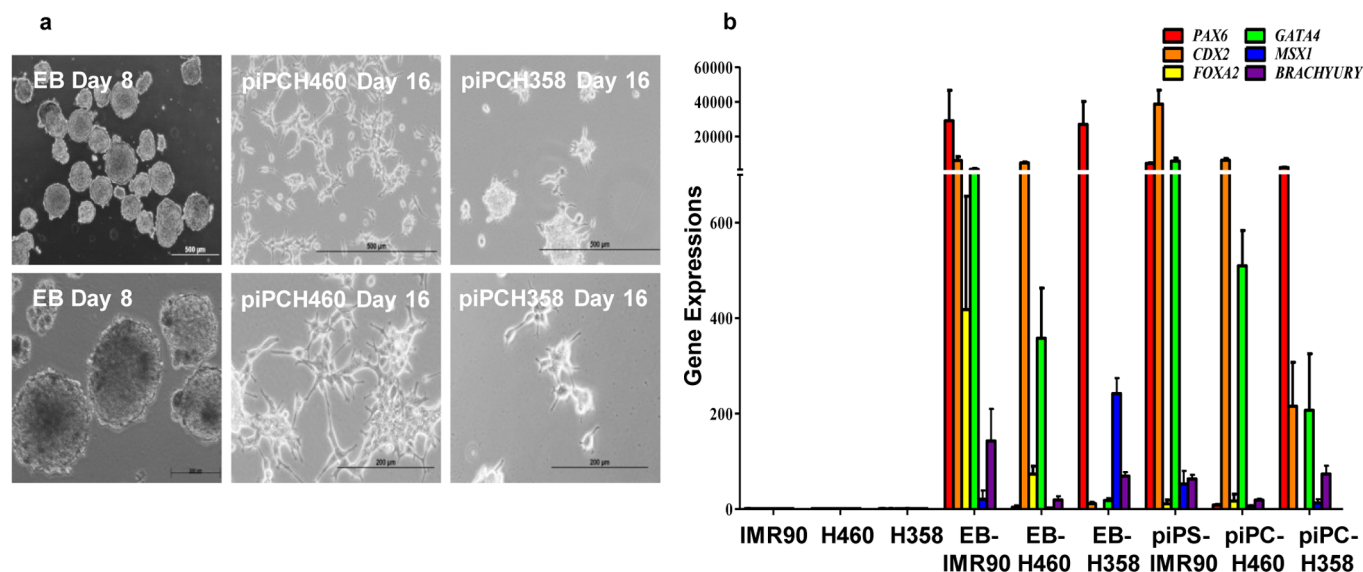 a
EB Day 8
500 µm
piPCH460 Day 16
500 µm
piPCH358 Day 16
500 µm
EB Day 8
piPCH460 Day 16
200 µm
piPCH358 Day 16
200 µm
b
PAX6 GATA4
CDX2 MSX1
FOXA2 BRACHYURY
Gene Expressions
60000
40000
20000
600
400
200
0
IMR90 H460 H358 EB- EB- EB- piPS- piPC- piPC-
IMR90 H460 H358 IMR90 H460 H358